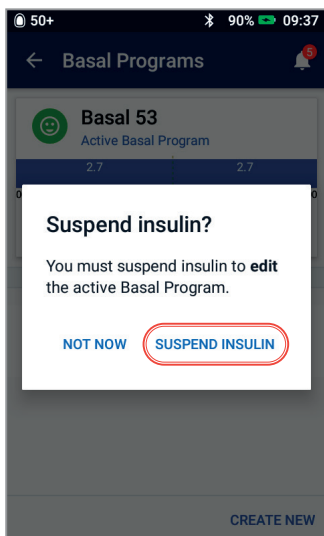 50+ 90% 09:37
Basal Programs 5
Basal 53
Active Basal Program
2.7 2.7
Suspend insulin?
You must suspend insulin to edit
the active Basal Program.
NOT NOW SUSPEND INSULIN
CREATE NEW